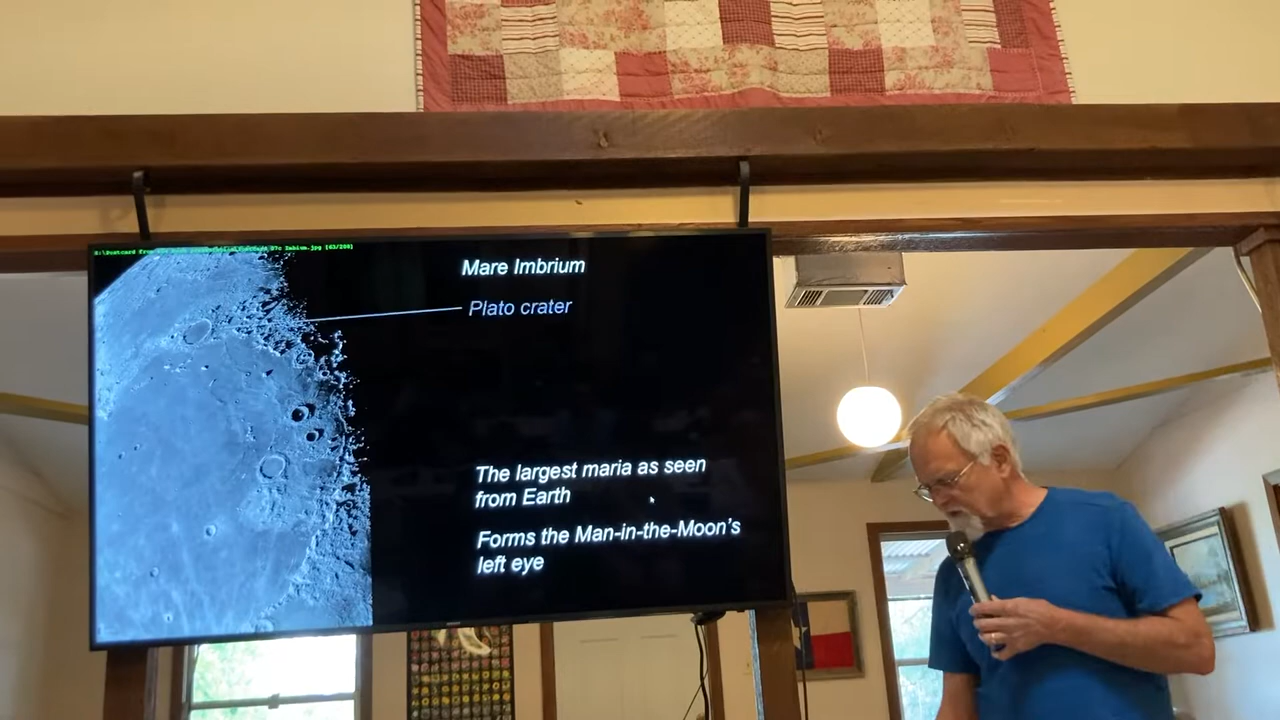 Mare Imbrium
Plato crater
The largest maria as seen
from Earth
Forms the Man-in-the-Moon's
left eye